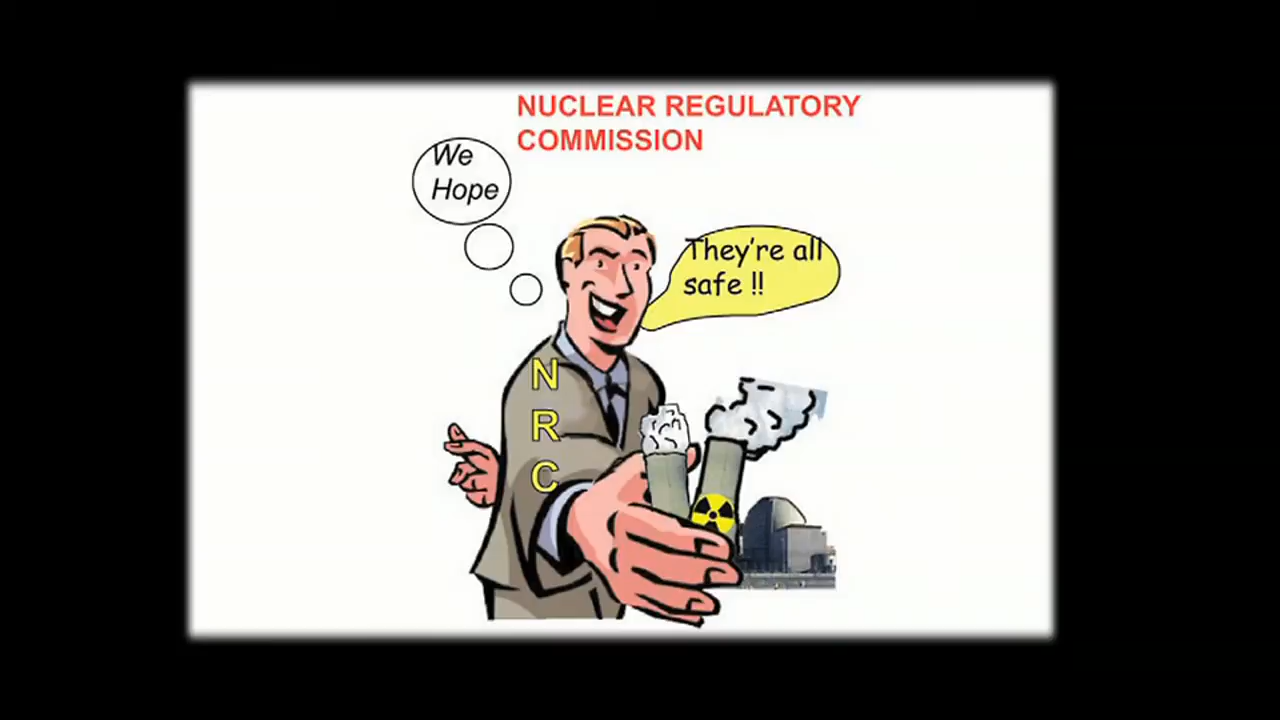 NUCLEAR REGULATORY
COMMISSION
We
Hope
They're all
safe !!
N
R
C